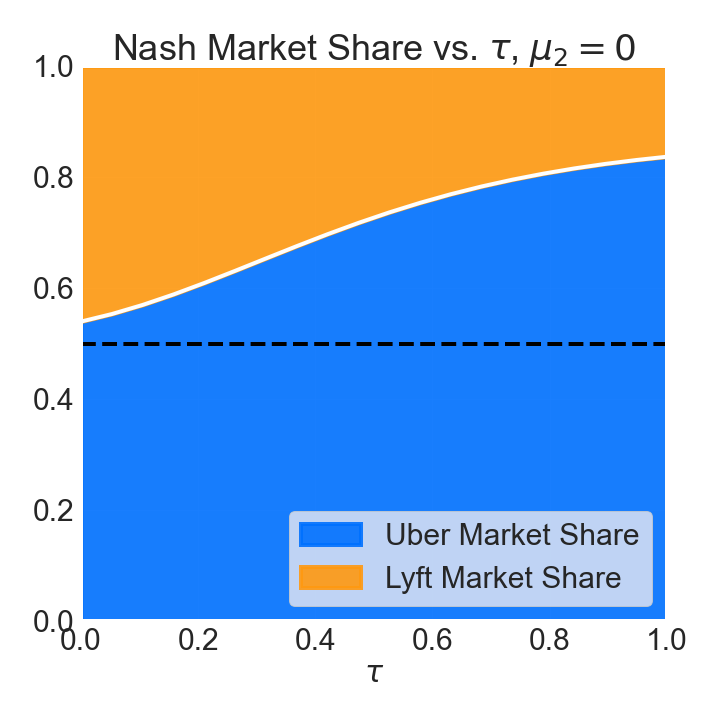 Nash Market Share vs. τ, μ₂ = 0
1.0
0.8
0.6
0.4
0.2
0.0
Uber Market Share
Lyft Market Share
0.0 0.2 0.4 0.6 0.8 1.0
τ